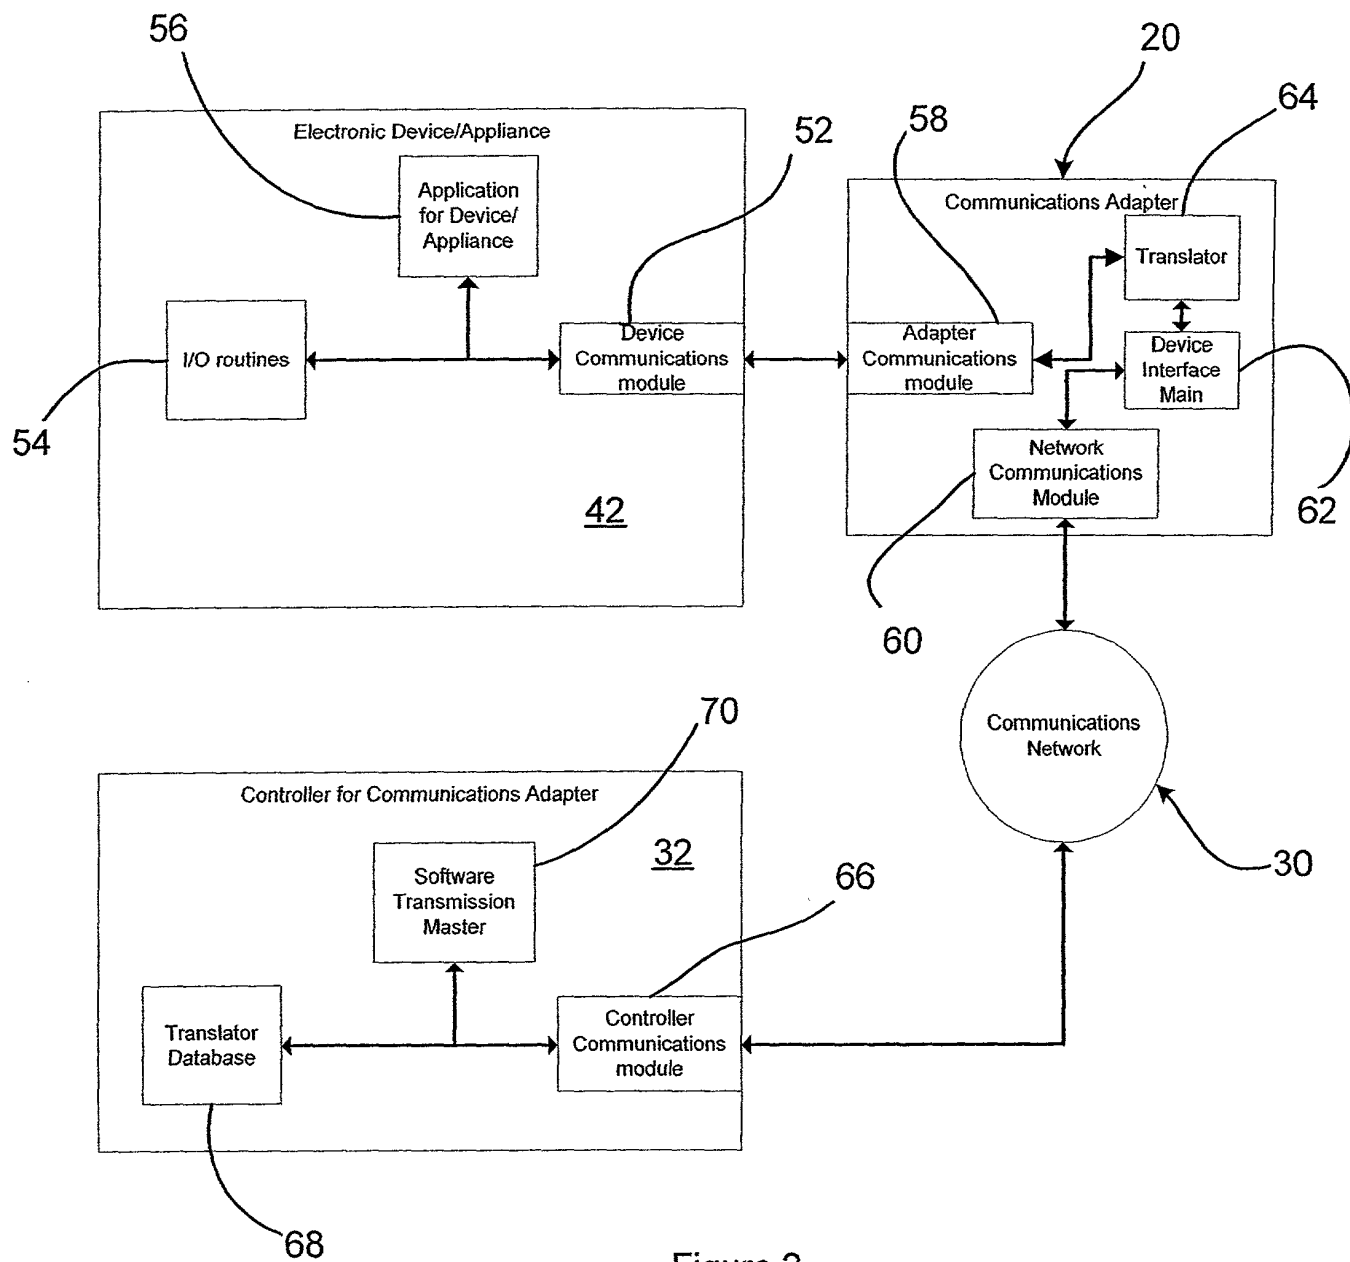 56
20
64
58
52
Electronic Device/Appliance
Application
for Device/
Appliance
Communications Adapter
Translator
I/O routines
Device
Communications
module
Adapter
Communications
module
Device
Interface
Main
54
Network
Communications
Module
42
62
60
Communications
Network
70
Controller for Communications Adapter
32
30
Software
Transmission
Master
66
Translator
Database
Controller
Communications
module
68
Figure